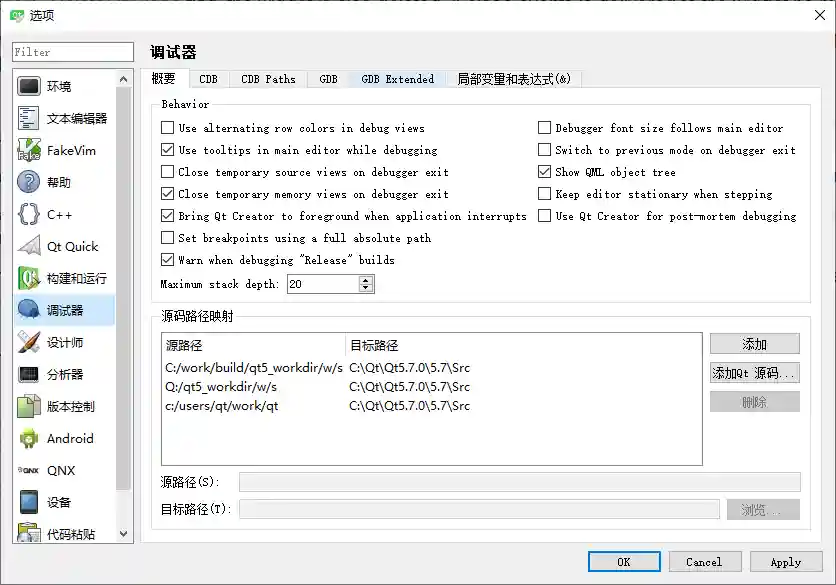 选项
Filter
环境
文本编辑器
FakeVim
帮助
C++
Qt Quick
构建和运行
调试器
设计师
分析器
版本控制
Android
QNX
设备
代码粘贴
调试器
概要 CDB CDB Paths GDB GDB Extended 局部变量和表达式(&)
Behavior
Use alternating row colors in debug views
Use tooltips in main editor while debugging
Close temporary source views on debugger exit
Close temporary memory views on debugger exit
Bring Qt Creator to foreground when application interrupts
Set breakpoints using a full absolute path
Warn when debugging "Release" builds
Maximum stack depth: 20
Debugger font size follows main editor
Switch to previous mode on debugger exit
Show QML object tree
Keep editor stationary when stepping
Use Qt Creator for post-mortem debugging
源码路径映射
源路径 目标路径
C:/work/build/qt5_workdir/w/s C:\Qt\Qt5.7.0\5.7\Src
Q:/qt5_workdir/w/s C:\Qt\Qt5.7.0\5.7\Src
c:/users/qt/work/qt C:\Qt\Qt5.7.0\5.7\Src
添加
添加Qt 源码...
删除
源路径(S):
目标路径(T):
浏览...
OK Cancel Apply